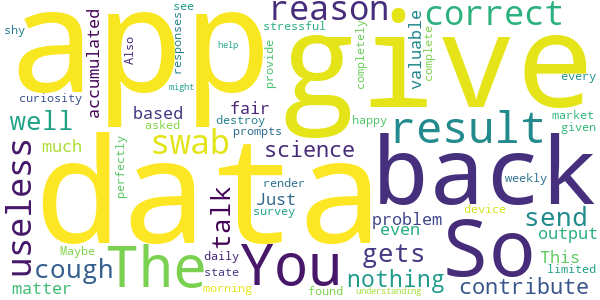 shy
stressful
see
responses
Also
accumulated
app
help
might
give
reason
provide
completely
valuable
complete
correct
every
curiosity
well
based
fair
asked
destroy
prompts
happy
result
market
given
much
perfectly
swab
science
back
useless
data
talk
render
Just
survey
problem
even
weekly
device
So
send
output
This
limited
Maybe
cough
matter
The
daily
state
morning
You
found
gets
nothing
understanding
contribute